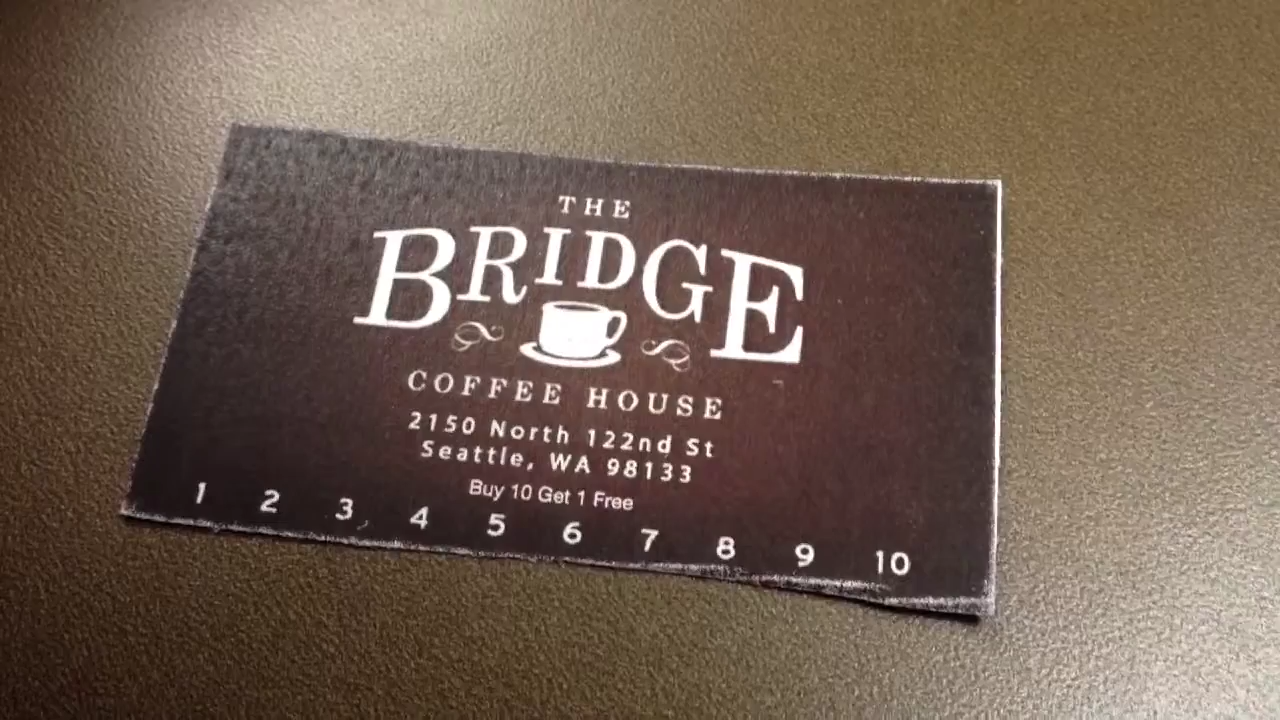 THE
BRIDGE
COFFEE HOUSE
2150 North 122nd St
Seattle, WA 98133
Buy 10 Get 1 Free
1 2 3 4 5 6 7 8 9 10